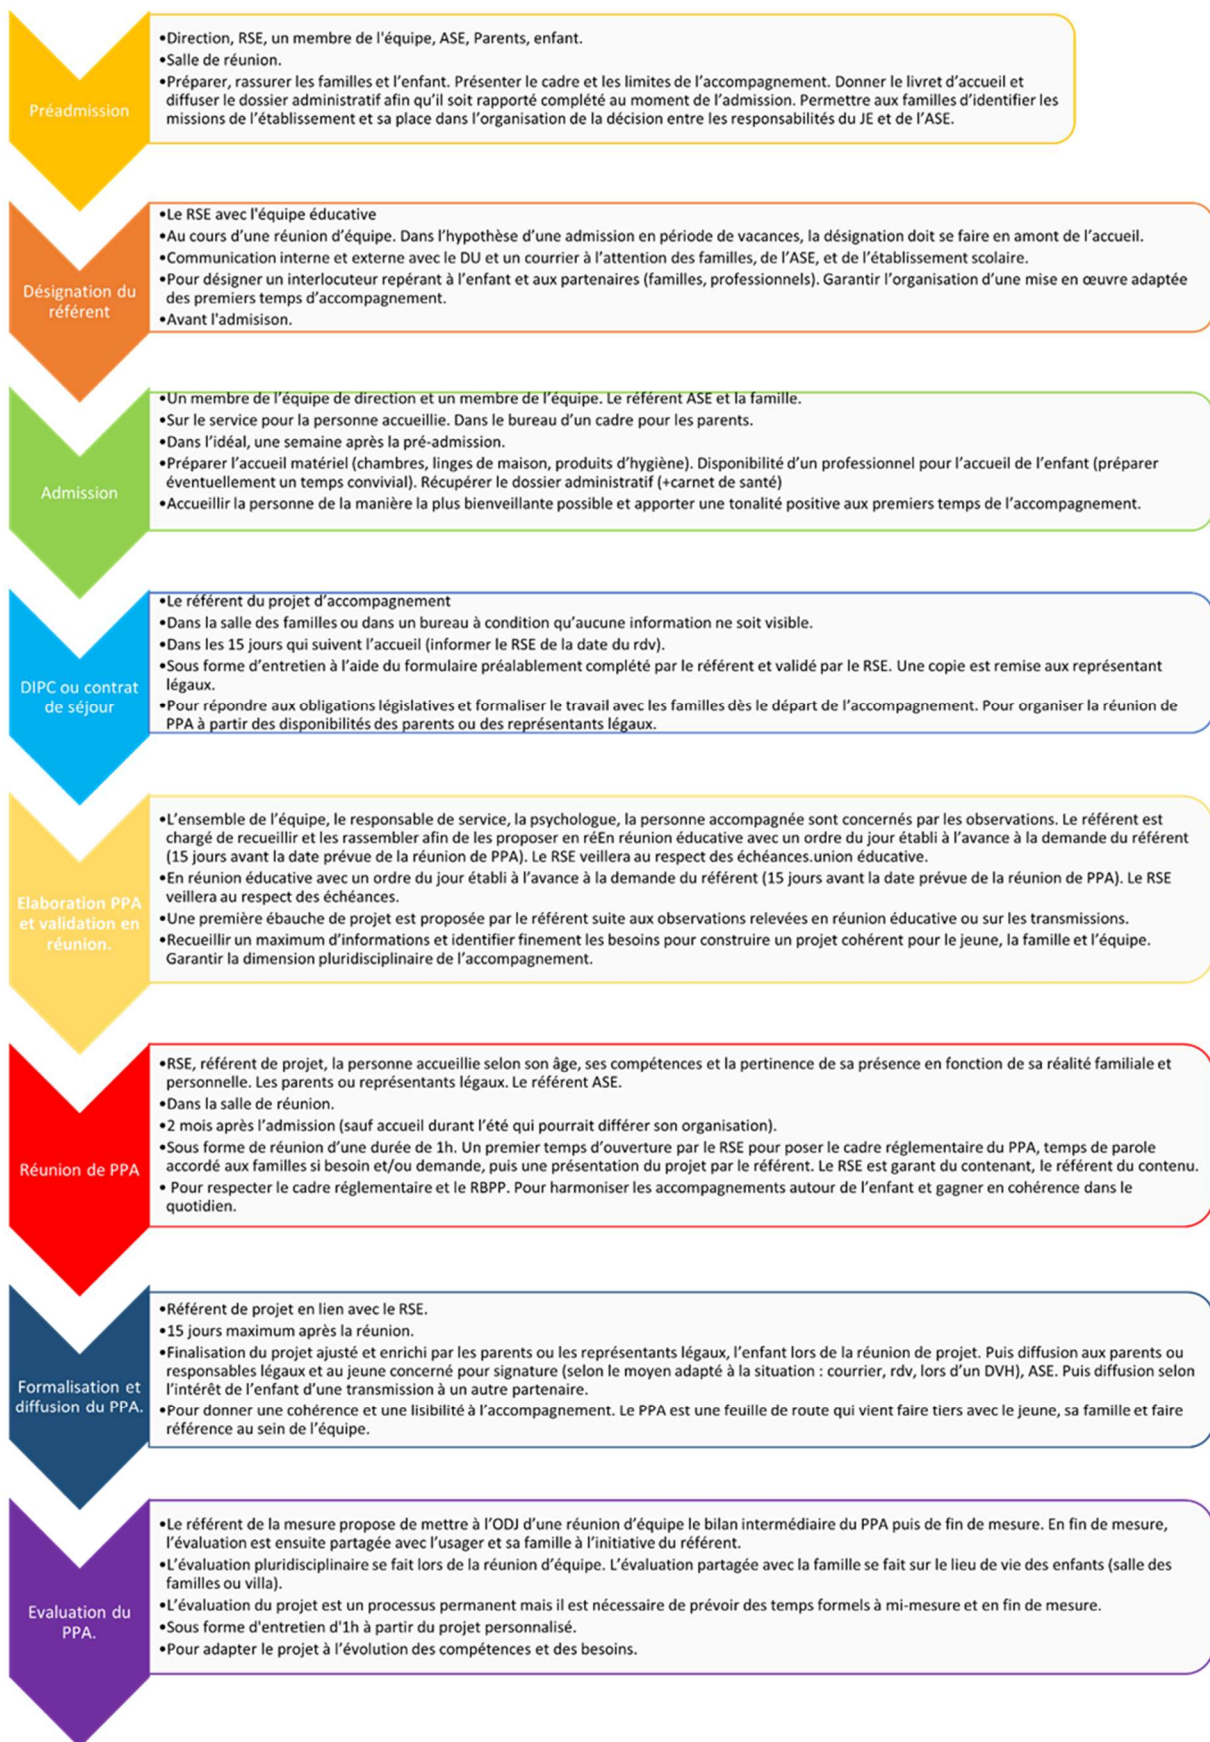 Préadmission
•Direction, RSE, un membre de l'équipe, ASE, Parents, enfant.
•Salle de réunion.
•Préparer, rassurer les familles et l'enfant. Présenter le cadre et les limites de l'accompagnement. Donner le livret d'accueil et
diffuser le dossier administratif afin qu'il soit rapporté complété au moment de l'admission. Permettre aux familles d'identifier les
missions de l'établissement et sa place dans l'organisation de la décision entre les responsabilités du JE et de l'ASE.
Désignation du
référent
•Le RSE avec l'équipe éducative
•Au cours d'une réunion d'équipe. Dans l'hypothèse d'une admission en période de vacances, la désignation doit se faire en amont de l'accueil.
•Communication interne et externe avec le DU et un courrier à l'attention des familles, de l'ASE, et de l'établissement scolaire.
•Pour désigner un interlocuteur repérant à l'enfant et aux partenaires (familles, professionnels). Garantir l'organisation d'une mise en œuvre adaptée
des premiers temps d'accompagnement.
•Avant l'admisison.
Admission
•Un membre de l'équipe de direction et un membre de l'équipe. Le référent ASE et la famille.
•Sur le service pour la personne accueillie. Dans le bureau d'un cadre pour les parents.
•Dans l'idéal, une semaine après la pré-admission.
•Préparer l'accueil matériel (chambres, linges de maison, produits d'hygiène). Disponibilité d'un professionnel pour l'accueil de l'enfant (préparer
éventuellement un temps convivial). Récupérer le dossier administratif (+carnet de santé)
•Accueillir la personne de la manière la plus bienveillante possible et apporter une tonalité positive aux premiers temps de l'accompagnement.
DIPC ou contrat
de séjour
•Le référent du projet d'accompagnement
•Dans la salle des familles ou dans un bureau à condition qu'aucune information ne soit visible.
•Dans les 15 jours qui suivent l'accueil (informer le RSE de la date du rdv).
•Sous forme d'entretien à l'aide du formulaire préalablement complété par le référent et validé par le RSE. Une copie est remise aux représentant
légaux.
•Pour répondre aux obligations législatives et formaliser le travail avec les familles dès le départ de l'accompagnement. Pour organiser la réunion de
PPA à partir des disponibilités des parents ou des représentants légaux.
Elaboration PPA
et validation en
réunion.
•L'ensemble de l'équipe, le responsable de service, la psychologue, la personne accompagnée sont concernés par les observations. Le référent est
chargé de recueillir et les rassembler afin de les proposer en réEn réunion éducative avec un ordre du jour établi à l'avance à la demande du référent
(15 jours avant la date prévue de la réunion de PPA). Le RSE veillera au respect des échéances.union éducative.
•En réunion éducative avec un ordre du jour établi à l'avance à la demande du référent (15 jours avant la date prévue de la réunion de PPA). Le RSE
veillera au respect des échéances.
•Une première ébauche de projet est proposée par le référent suite aux observations relevées en réunion éducative ou sur les transmissions.
•Recueillir un maximum d'informations et identifier finement les besoins pour construire un projet cohérent pour le jeune, la famille et l'équipe.
Garantir la dimension pluridisciplinaire de l'accompagnement.
Réunion de PPA
•RSE, référent de projet, la personne accueillie selon son âge, ses compétences et la pertinence de sa présence en fonction de sa réalité familiale et
personnelle. Les parents ou représentants légaux. Le référent ASE.
•Dans la salle de réunion.
•2 mois après l'admission (sauf accueil durant l'été qui pourrait différer son organisation).
•Sous forme de réunion d'une durée de 1h. Un premier temps d'ouverture par le RSE pour poser le cadre réglementaire du PPA, temps de parole
accordé aux familles si besoin et/ou demande, puis une présentation du projet par le référent. Le RSE est garant du contenant, le référent du contenu.
• Pour respecter le cadre réglementaire et le RBPP. Pour harmoniser les accompagnements autour de l'enfant et gagner en cohérence dans le
quotidien.
Formalisation et
diffusion du PPA.
•Référent de projet en lien avec le RSE.
•15 jours maximum après la réunion.
•Finalisation du projet ajusté et enrichi par les parents ou les représentants légaux, l'enfant lors de la réunion de projet. Puis diffusion aux parents ou
responsables légaux et au jeune concerné pour signature (selon le moyen adapté à la situation : courrier, rdv, lors d'un DVH), ASE. Puis diffusion selon
l'intérêt de l'enfant d'une transmission à un autre partenaire.
•Pour donner une cohérence et une lisibilité à l'accompagnement. Le PPA est une feuille de route qui vient faire tiers avec le jeune, sa famille et faire
référence au sein de l'équipe.
Evaluation du
PPA.
•Le référent de la mesure propose de mettre à l'ODJ d'une réunion d'équipe le bilan intermédiaire du PPA puis de fin de mesure. En fin de mesure,
l'évaluation est ensuite partagée avec l'usager et sa famille à l'initiative du référent.
•L'évaluation pluridisciplinaire se fait lors de la réunion d'équipe. L'évaluation partagée avec la famille se fait sur le lieu de vie des enfants (salle des
familles ou villa).
•L'évaluation du projet est un processus permanent mais il est nécessaire de prévoir des temps formels à mi-mesure et en fin de mesure.
•Sous forme d'entretien d'1h à partir du projet personnalisé.
•Pour adapter le projet à l'évolution des compétences et des besoins.